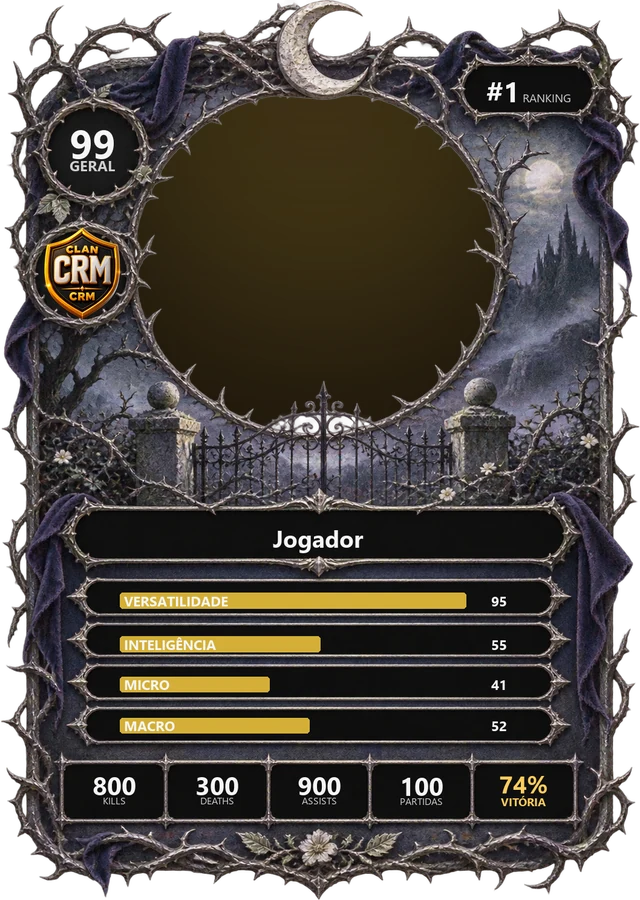 #1 RANKING
99
GERAL
CLAN
CRM
CRM
Jogador
VERSATILIDADE 95
INTELIGÊNCIA 55
MICRO 41
MACRO 52
800 300 900 100 74%
KILLS DEATHS ASSISTS PARTIDAS VITÓRIA